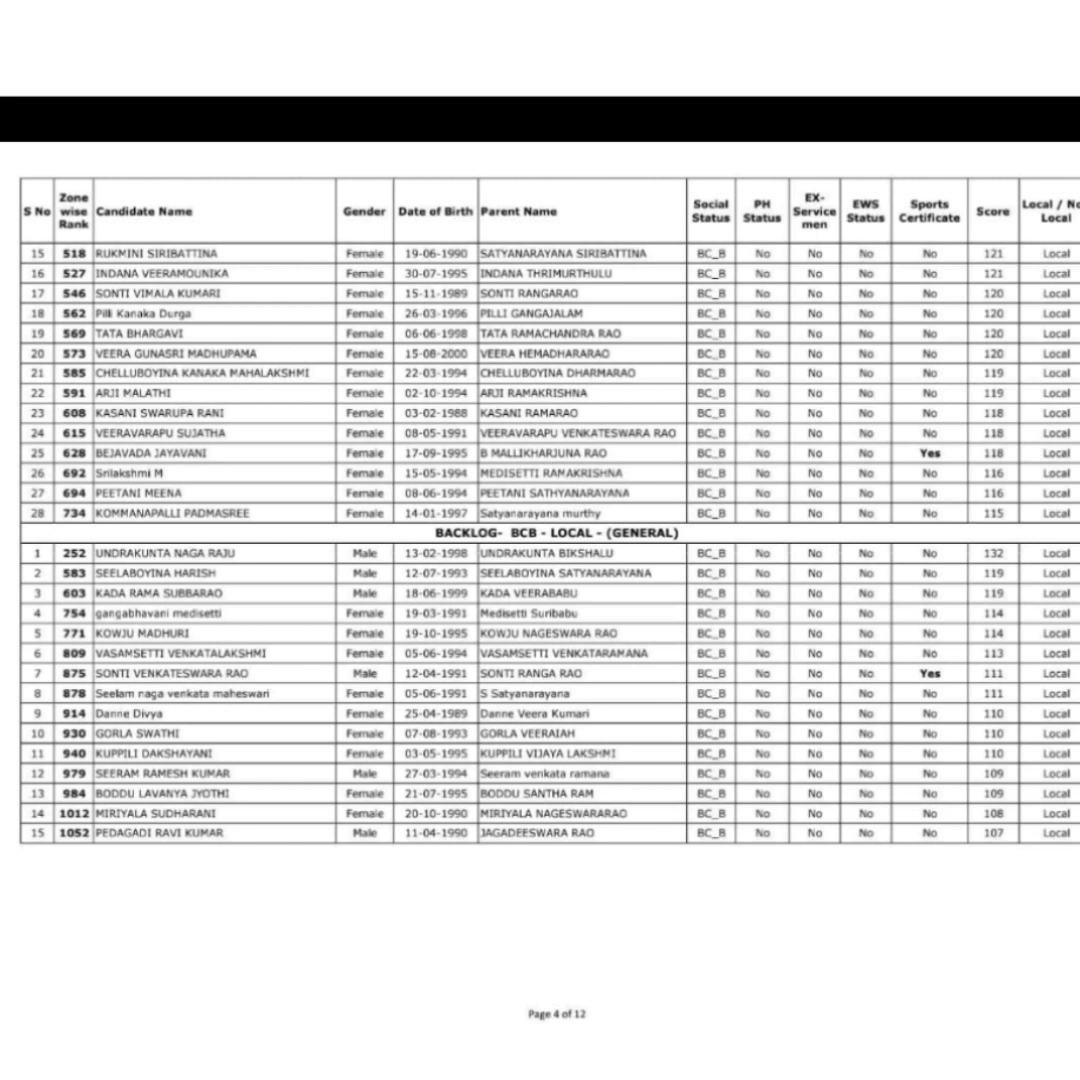 S No Zone wise Rank Candidate Name Gender Date of Birth Parent Name Social Status PH Status EX- Service men EWS Status Sports Certificate Score Local / Local
15 518 RUKMINI SIRIBATTINA Female 19-06-1990 SATYANARAYANA SIRIBATTINA BC_B No No No No 121 Local
16 527 INDANA VEERAMOUNIKA Female 30-07-1995 INDANA THRIMURTHULU BC_B No No No No 121 Local
17 546 SONTI VIMALA KUMARI Female 15-11-1989 SONTI RANGARAO BC_B No No No No 120 Local
18 562 Pilli Kanaka Durga Female 26-03-1996 PILLI GANGAJALAM BC_B No No No No 120 Local
19 569 TATA BHARGAVI Female 06-06-1998 TATA RAMACHANDRA RAO BC_B No No No No 120 Local
20 573 VEERA GUNASRI MADHUPAMA Female 15-08-2000 VEERA HEMADHARARAO BC_B No No No No 120 Local
21 585 CHELLUBOYINA KANAKA MAHALAKSHMI Female 22-03-1994 CHELLUBOYINA DHARMARAO BC_B No No No No 119 Local
22 591 ARJI MALATHI Female 02-10-1994 ARJI RAMAKRISHNA BC_B No No No No 119 Local
23 608 KASANI SWARUPA RANI Female 03-02-1988 KASANI RAMARAO BC_B No No No No 118 Local
24 615 VEERAVARAPU SUJATHA Female 08-05-1991 VEERAVARAPU VENKATESWARA RAO BC_B No No No No 118 Local
25 628 BEJAVADA JAYAVANI Female 17-09-1995 B MALLIKHARJUNA RAO BC_B No No No Yes 118 Local
26 692 Srilakshmi M Female 15-05-1994 MEDISETTI RAMAKRISHNA BC_B No No No No 116 Local
27 694 PEETANI MEENA Female 08-06-1994 PEETANI SATHYANARAYANA BC_B No No No No 116 Local
28 734 KOMMANAPALLI PADMASREE Female 14-01-1997 Satyanarayana murthy BC_B No No No No 115 Local
BACKLOG- BCB - LOCAL - (GENERAL)
1 252 UNDRAKUNTA NAGA RAJU Male 13-02-1998 UNDRAKUNTA BIKSHALU BC_B No No No No 132 Local
2 583 SEELABOYINA HARISH Male 12-07-1993 SEELABOYINA SATYANARAYANA BC_B No No No No 119 Local
3 603 KADA RAMA SUBBARAO Male 18-06-1999 KADA VEERABABU BC_B No No No No 119 Local
4 754 gangabhavani medisetti Female 19-03-1991 Medisetti Suribabu BC_B No No No No 114 Local
5 771 KOWJU MADHURI Female 19-10-1995 KOWJU NAGESWARA RAO BC_B No No No No 114 Local
6 809 VASAMSETTI VENKATALAKSHMI Female 05-06-1994 VASAMSETTI VENKATARAMANA BC_B No No No No 113 Local
7 875 SONTI VENKATESWARA RAO Male 12-04-1991 SONTI RANGA RAO BC_B No No No Yes 111 Local
8 878 Seelam naga venkata maheswari Female 05-06-1991 S Satyanarayana BC_B No No No No 111 Local
9 914 Danne Divya Female 25-04-1989 Danne Veera Kumari BC_B No No No No 110 Local
10 930 GORLA SWATHI Female 07-08-1993 GORLA VEERAIAH BC_B No No No No 110 Local
11 940 KUPPILI DAKSHAYANI Female 03-05-1995 KUPPILI VIJAYA LAKSHMI BC_B No No No No 110 Local
12 979 SEERAM RAMESH KUMAR Male 27-03-1994 Seeram venkata ramana BC_B No No No No 109 Local
13 984 BODDU LAVANYA JYOTHI Female 21-07-1995 BODDU SANTHA RAM BC_B No No No No 109 Local
14 1012 MIRIYALA SUDHARANI Female 20-10-1990 MIRIYALA NAGESWARARAO BC_B No No No No 108 Local
15 1052 PEDAGADI RAVI KUMAR Male 11-04-1990 JAGADEESWARA RAO BC_B No No No No 107 Local
Page 4 of 12